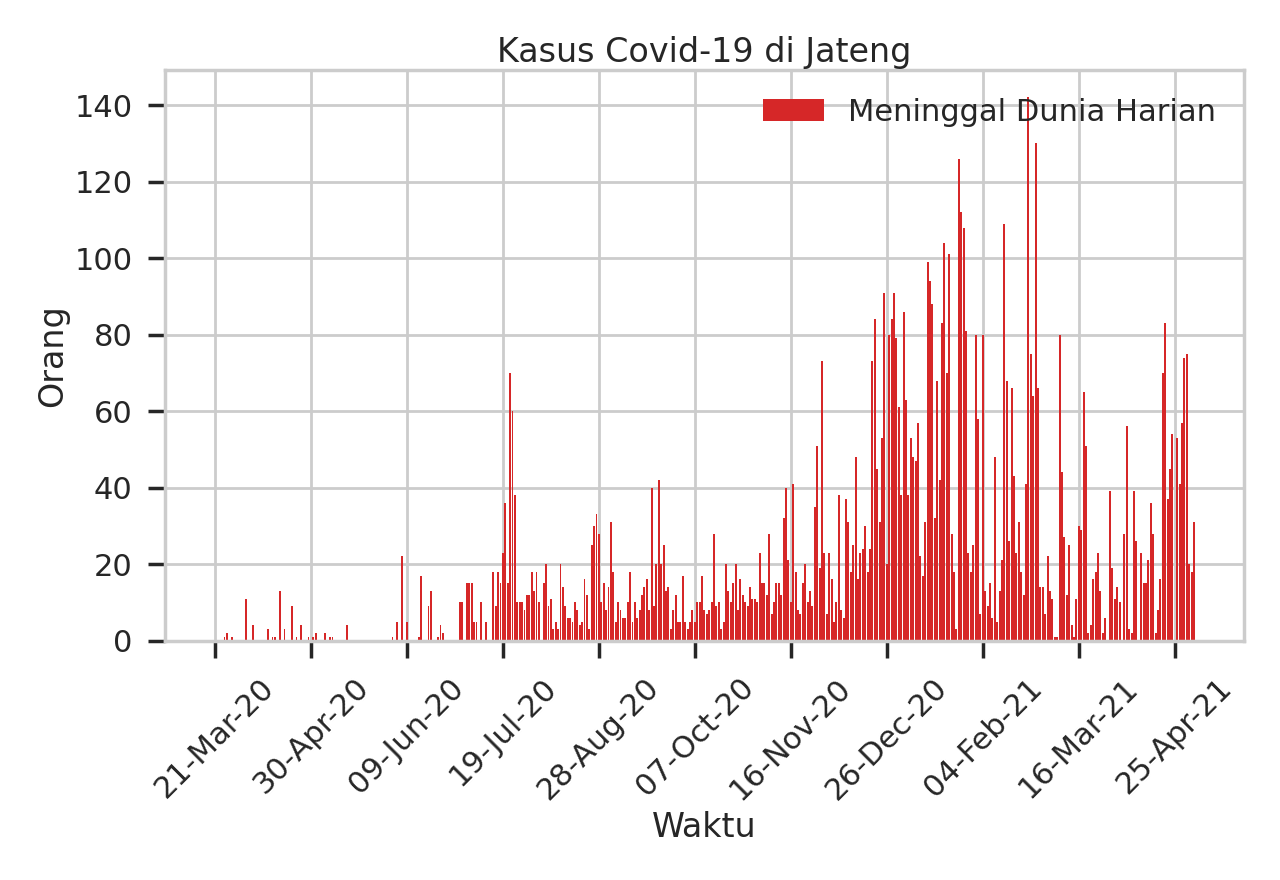 Kasus Covid-19 di Jateng
Meninggal Dunia Harian
Orang
140
120
100
80
60
40
20
0
21-Mar-20
30-Apr-20
09-Jun-20
19-Jul-20
28-Aug-20
07-Oct-20
16-Nov-20
26-Dec-20
04-Feb-21
16-Mar-21
25-Apr-21
Waktu